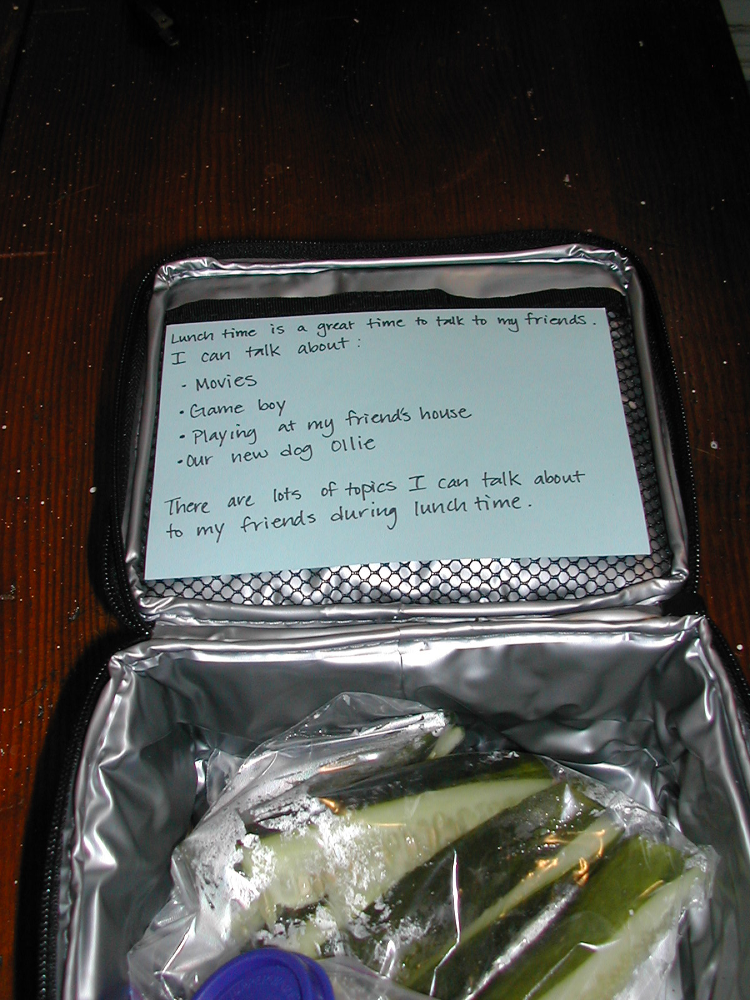 Lunch time is a great time to talk to my friends.
I can talk about:
- Movies
• Game boy
• Playing at my friend's house
• Our new dog Ollie
There are lots of topics I can talk about
to my friends during lunch time.